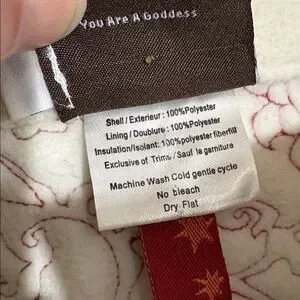 You Are A Goddess
Shell / Exterieur : 100%Polyester
Lining / Doublure : 100%Polyester
Insulation/Isolant: 100%polyester fiberfill
Exclusive of Trims / Sauf la garniture
Machine Wash Cold gentle cycle
No bleach
Dry Flat